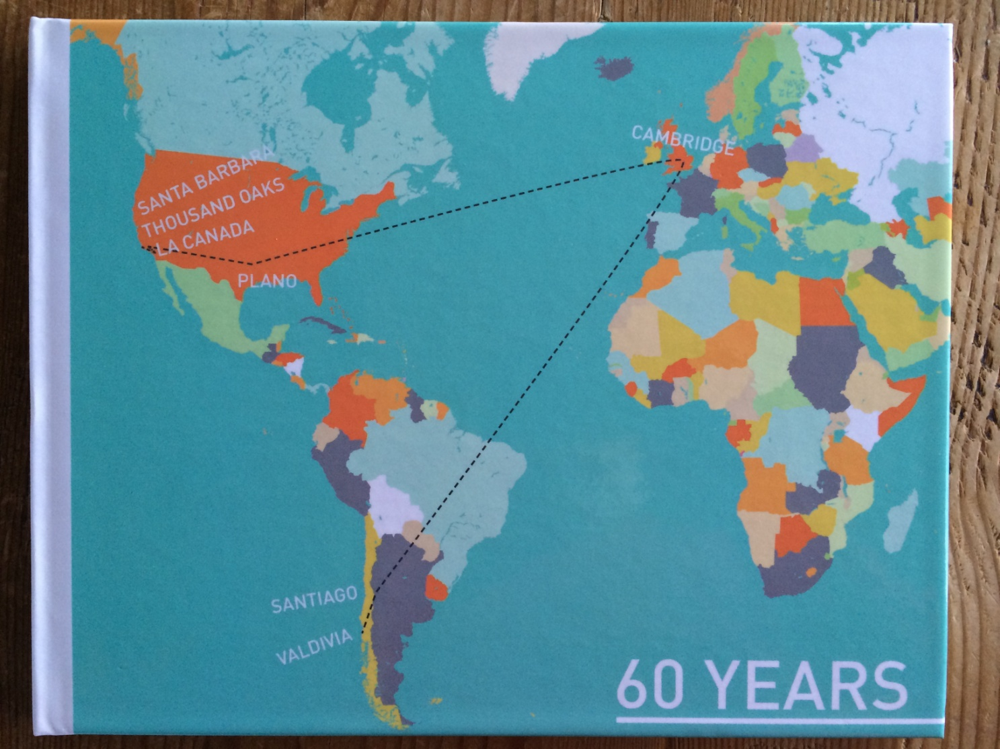 CAMBRIDGE
SANTA BARBARA
THOUSAND OAKS
LA CANADA
PLANO
SANTIAGO
VALDIVIA
60 YEARS